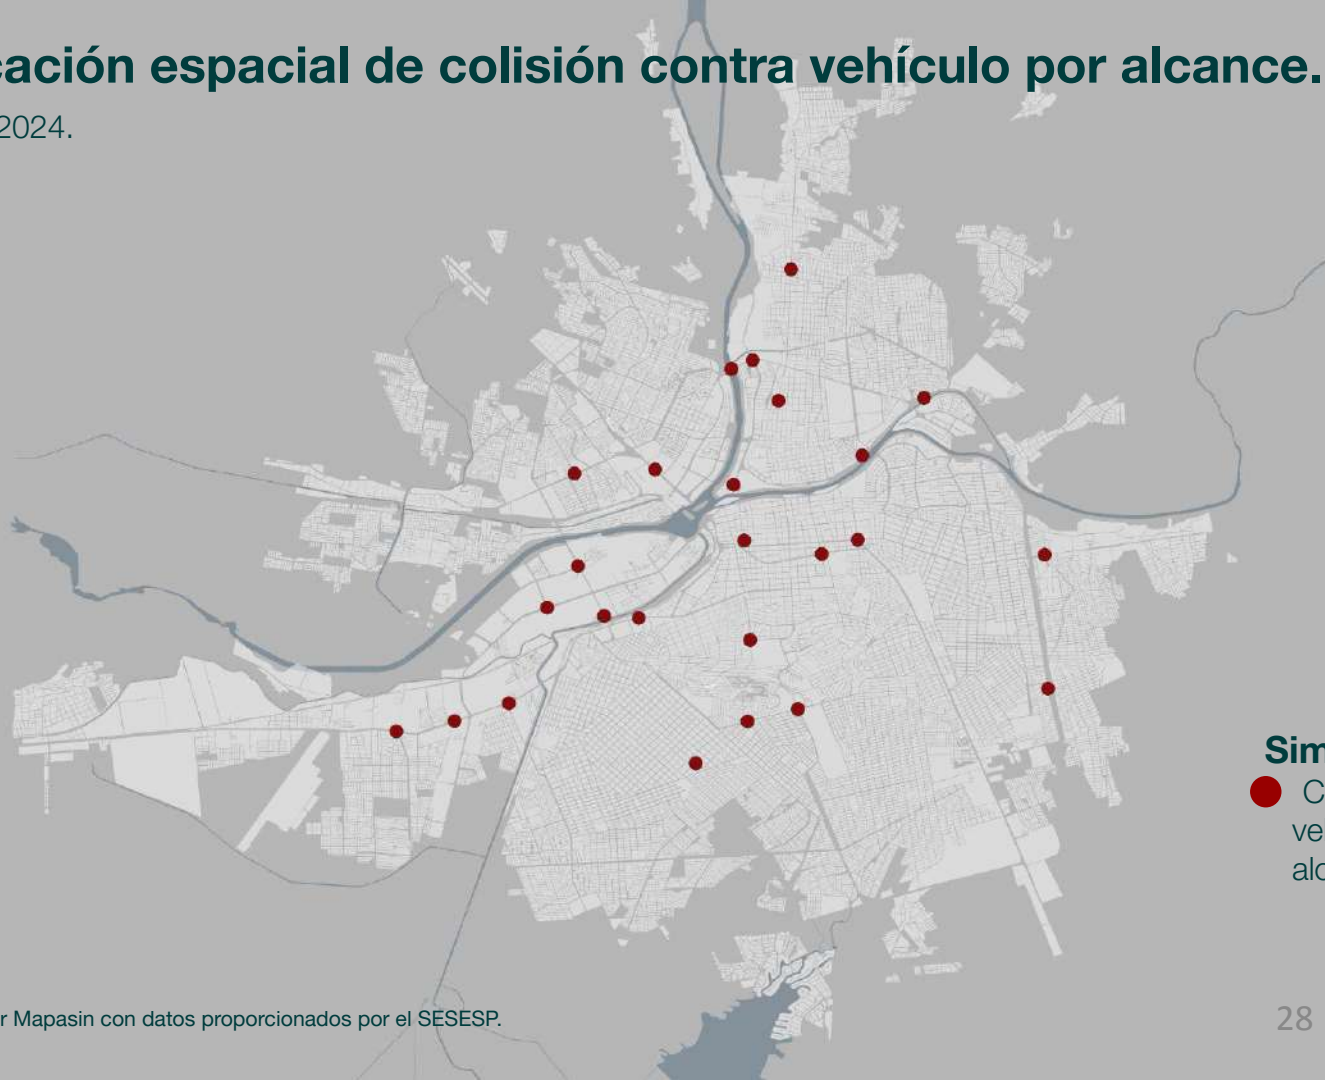 cación espacial de colisión contra vehículo por alcance.
2024.
Sim
C
ve
alc
r Mapasin con datos proporcionados por el SESESP.
28